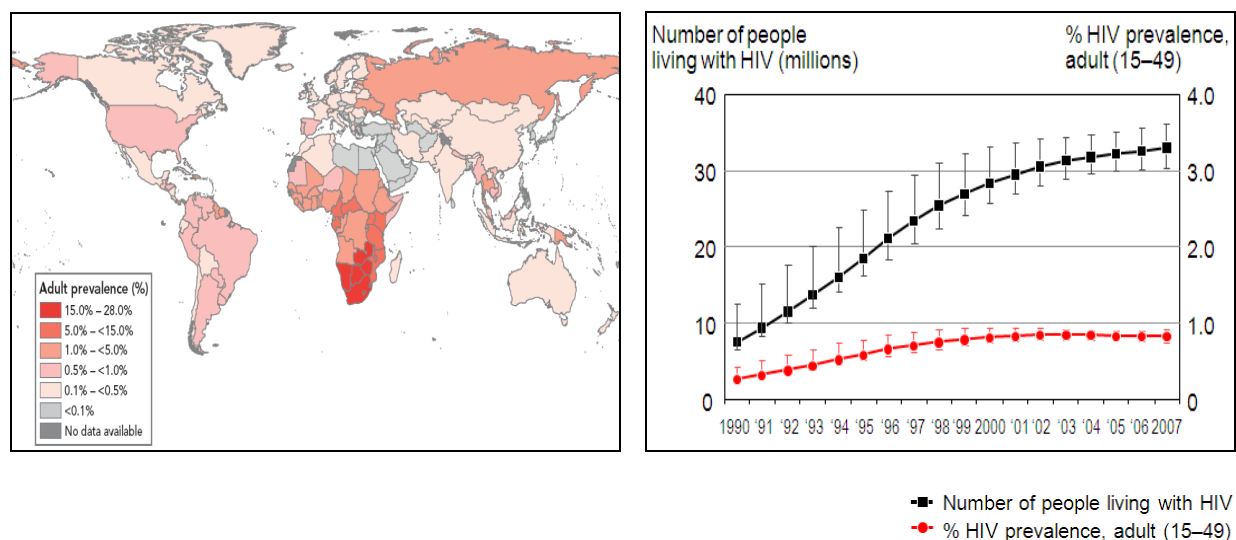 Adult prevalence (%)
15.0% – 28.0%
5.0% – <15.0%
1.0% – <5.0%
0.5% – <1.0%
0.1% – <0.5%
<0.1%
No data available
Number of people
living with HIV (millions)
% HIV prevalence,
adult (15–49)
40
30
20
10
0
4.0
3.0
2.0
1.0
0
1990 ‘91 ‘92 ‘93 ‘94 ‘95 ‘96 ‘97 ‘98 ‘99 2000 ‘01 ‘02 ‘03 ‘04 ‘05 ‘06 2007
Number of people living with HIV
% HIV prevalence, adult (15–49)